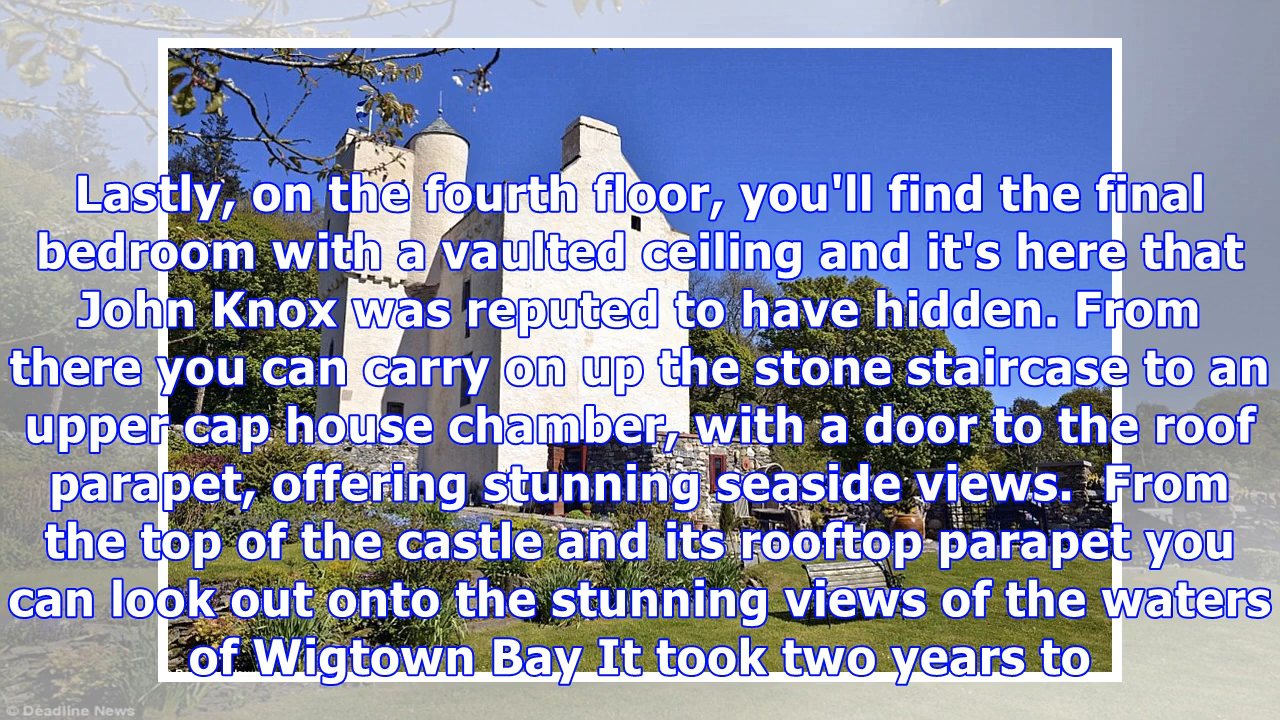 Lastly, on the fourth floor, you'll find the final
bedroom with a vaulted ceiling and it's here that
John Knox was reputed to have hidden. From
there you can carry on up the stone staircase to an
upper cap house chamber, with a door to the roof
parapet, offering stunning seaside views.  From
the top of the castle and its rooftop parapet you
can look out onto the stunning views of the waters
of Wigtown Bay It took two years to
© Deadline News